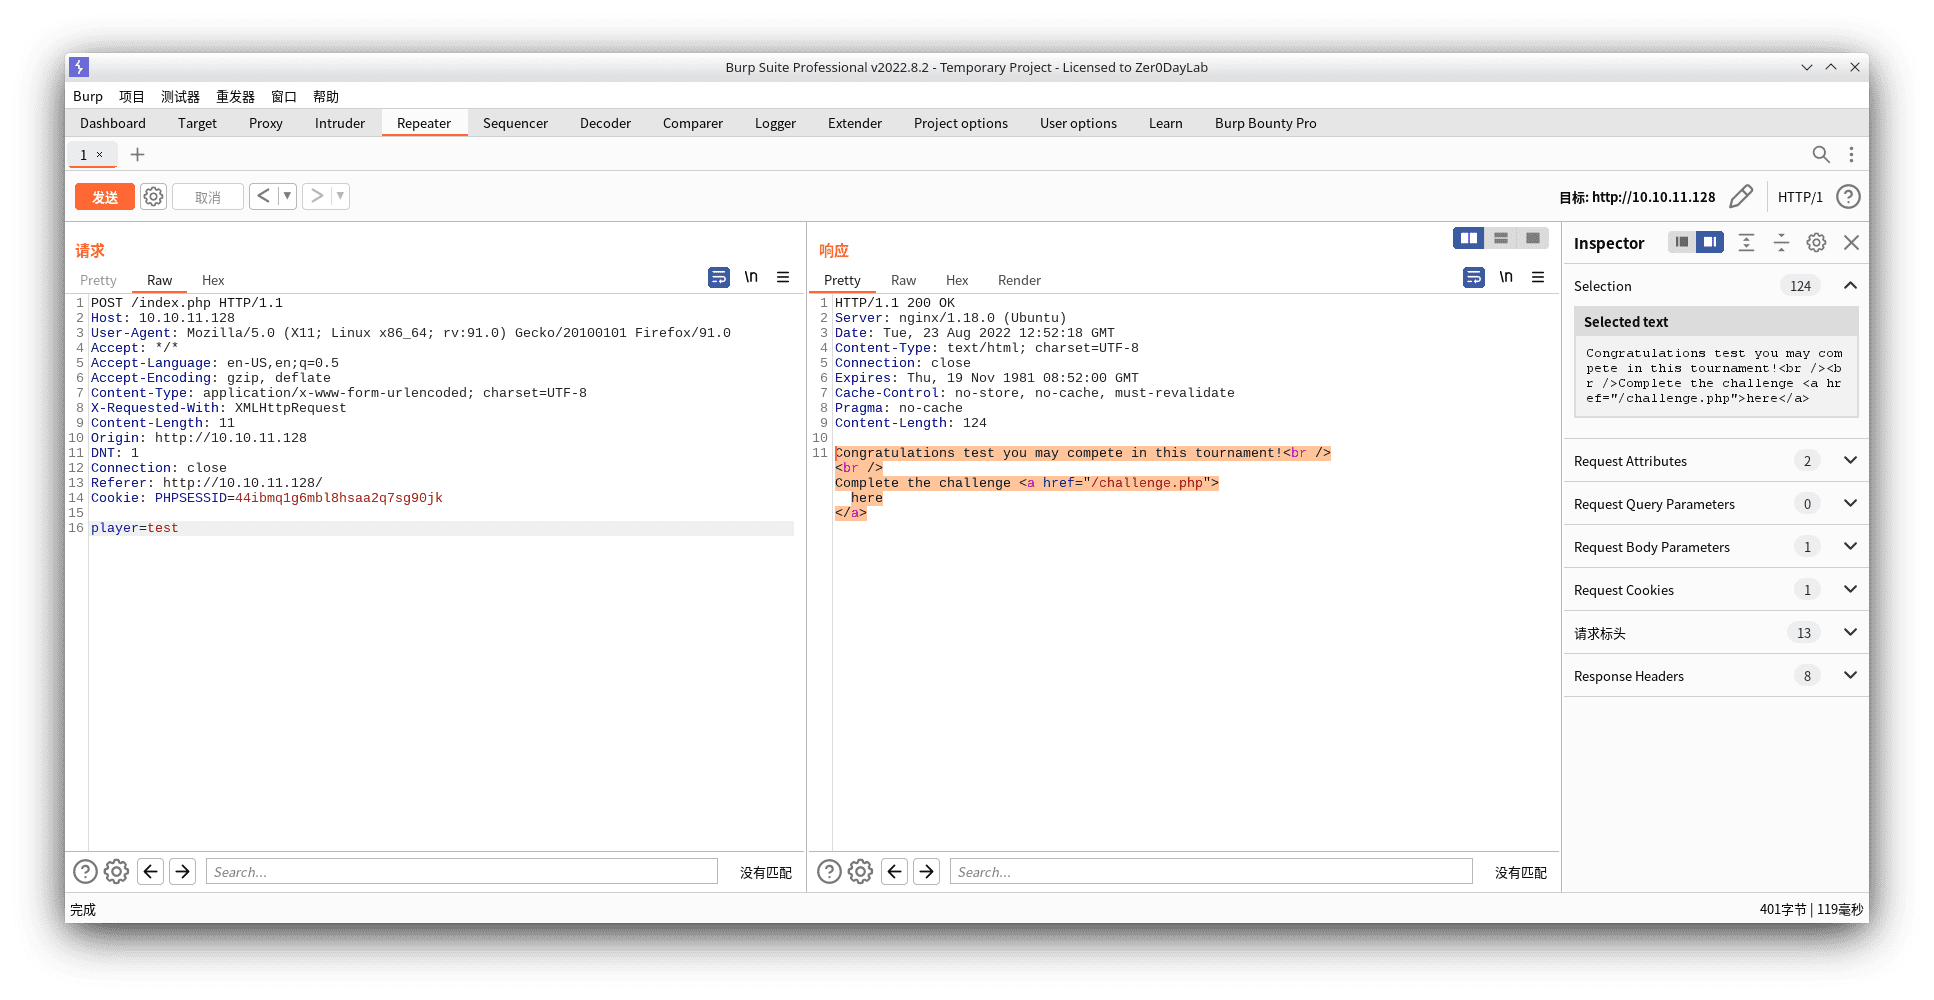 Burp Suite Professional v2022.8.2 - Temporary Project - Licensed to Zer0DayLab
Burp 项目 测试器 重发器 窗口 帮助
Dashboard Target Proxy Intruder Repeater Sequencer Decoder Comparer Logger Extender Project options User options Learn Burp Bounty Pro
1 ×
发送 取消 < > 目标: http://10.10.11.128 HTTP/1 ?
请求
Pretty Raw Hex \n
1 POST /index.php HTTP/1.1
2 Host: 10.10.11.128
3 User-Agent: Mozilla/5.0 (X11; Linux x86_64; rv:91.0) Gecko/20100101 Firefox/91.0
4 Accept: */*
5 Accept-Language: en-US,en;q=0.5
6 Accept-Encoding: gzip, deflate
7 Content-Type: application/x-www-form-urlencoded; charset=UTF-8
8 X-Requested-With: XMLHttpRequest
9 Content-Length: 11
10 Origin: http://10.10.11.128
11 DNT: 1
12 Connection: close
13 Referer: http://10.10.11.128/
14 Cookie: PHPSESSID=44ibmq1g6mbl8hsaa2q7sg90jk
15
16 player=test
Search...
没有匹配
响应
Pretty Raw Hex Render \n
1 HTTP/1.1 200 OK
2 Server: nginx/1.18.0 (Ubuntu)
3 Date: Tue, 23 Aug 2022 12:52:18 GMT
4 Content-Type: text/html; charset=UTF-8
5 Connection: close
6 Expires: Thu, 19 Nov 1981 08:52:00 GMT
7 Cache-Control: no-store, no-cache, must-revalidate
8 Pragma: no-cache
9 Content-Length: 124
10
11 Congratulations test you may compete in this tournament!<br />
<br />
Complete the challenge <a href="/challenge.php">
here
</a>
Search...
没有匹配
Inspector
Selection 124
Selected text
Congratulations test you may com
pete in this tournament!<br /><b
r />Complete the challenge <a hr
ef="/challenge.php">here</a>
Request Attributes 2
Request Query Parameters 0
Request Body Parameters 1
Request Cookies 1
请求标头 13
Response Headers 8
完成
401字节 | 119毫秒